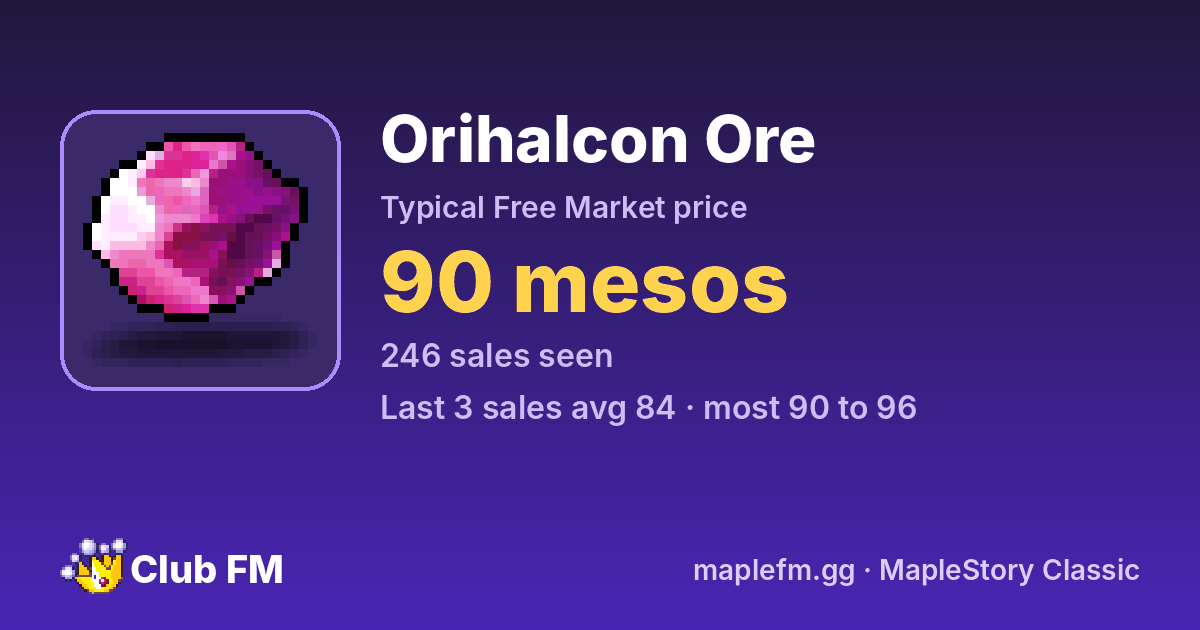 Orihalcon Ore
Typical Free Market price
90 mesos
246 sales seen
Last 3 sales avg 84 · most 90 to 96
Club FM
maplefm.gg · MapleStory Classic